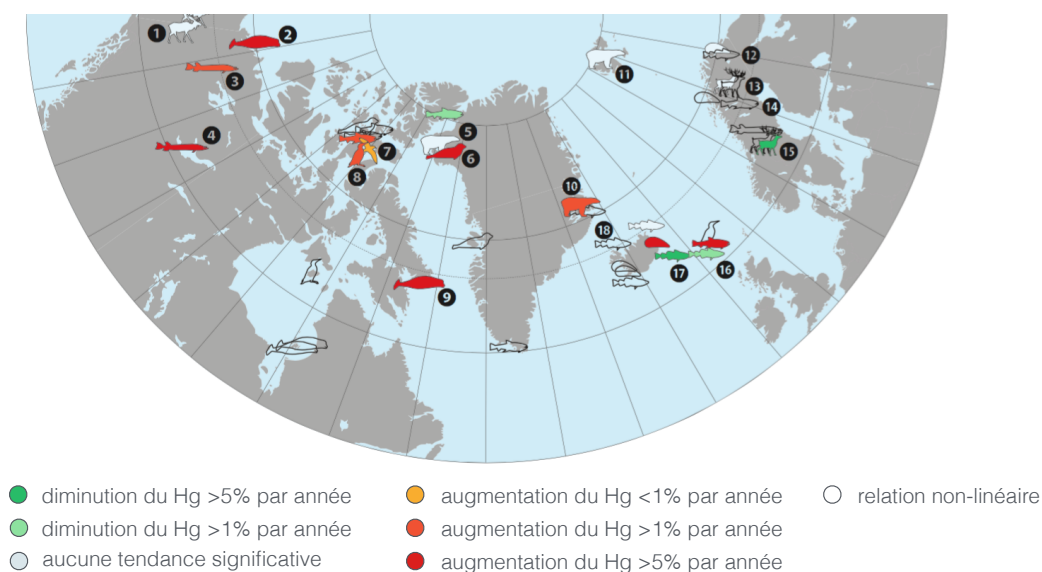 1
2
3
4
5
6
7
8
9
10
11
12
13
14
15
16
17
18
diminution du Hg >5% par année
diminution du Hg >1% par année
aucune tendance significative
augmentation du Hg <1% par année
augmentation du Hg >1% par année
augmentation du Hg >5% par année
relation non-linéaire